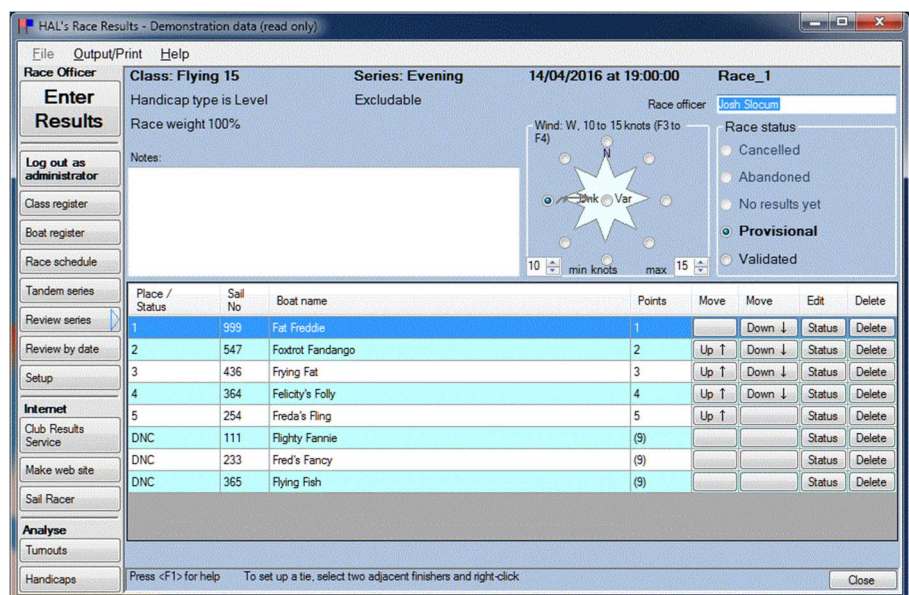 HAL's Race Results - Demonstration data (read only)
File Output/Print Help
Race Officer
Enter
Results
Log out as
administrator
Class register
Boat register
Race schedule
Tandem series
Review series
Review by date
Setup
Internet
Club Results
Service
Make web site
Sail Racer
Analyse
Turnouts
Handicaps
Class: Flying 15 Series: Evening 14/04/2016 at 19:00:00 Race_1
Handicap type is Level Excludable Race officer Josh Slocum
Race weight 100%
Notes:
Wind: W, 10 to 15 knots (F3 to
F4)
N
Unk Var
10 min knots max 15
Race status
Cancelled
Abandoned
No results yet
Provisional
Validated
Place /
Status Sail
No Boat name Points Move Move Edit Delete
1 999 Fat Freddie 1 Down ↓ Status Delete
2 547 Foxtrot Fandango 2 Up ↑ Down ↓ Status Delete
3 436 Frying Fat 3 Up ↑ Down ↓ Status Delete
4 364 Felicity's Folly 4 Up ↑ Down ↓ Status Delete
5 254 Freda's Fling 5 Up ↑ Status Delete
DNC 111 Flighty Fannie (9) Status Delete
DNC 233 Fred's Fancy (9) Status Delete
DNC 365 Flying Fish (9) Status Delete
Press <F1> for help To set up a tie, select two adjacent finishers and right-click Close